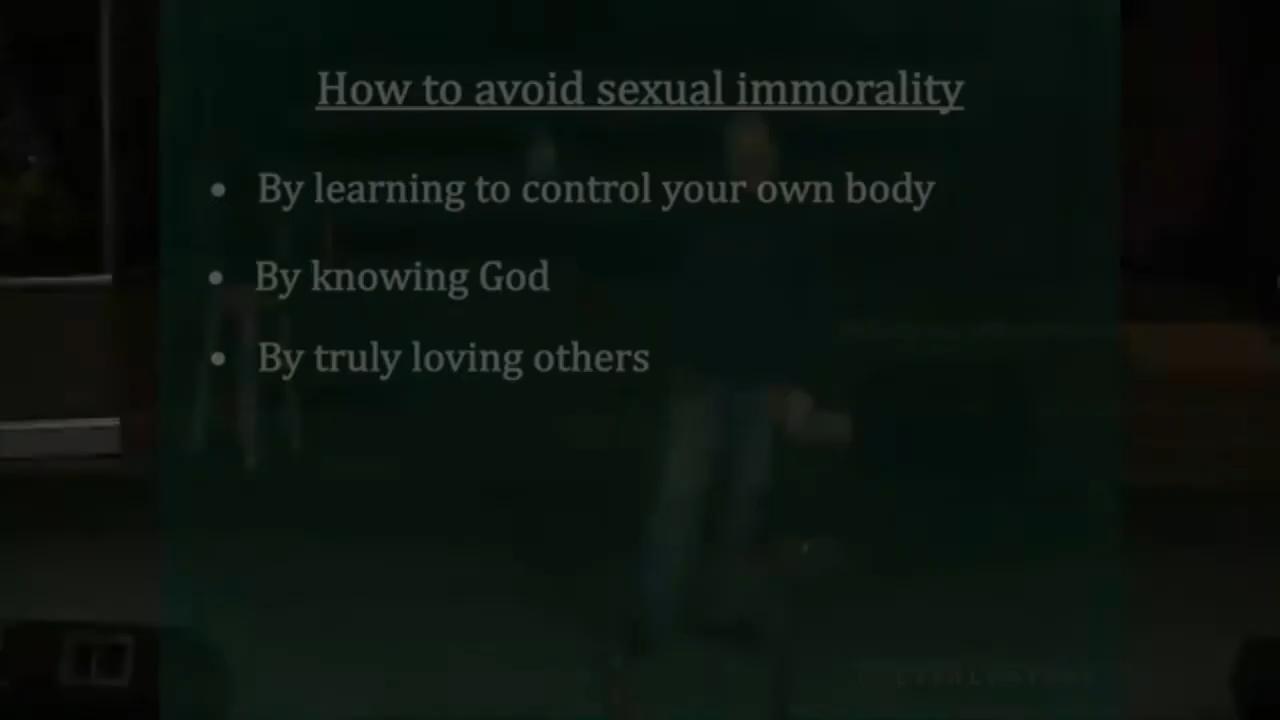 How to avoid sexual immorality
• By learning to control your own body
• By knowing God
• By truly loving others